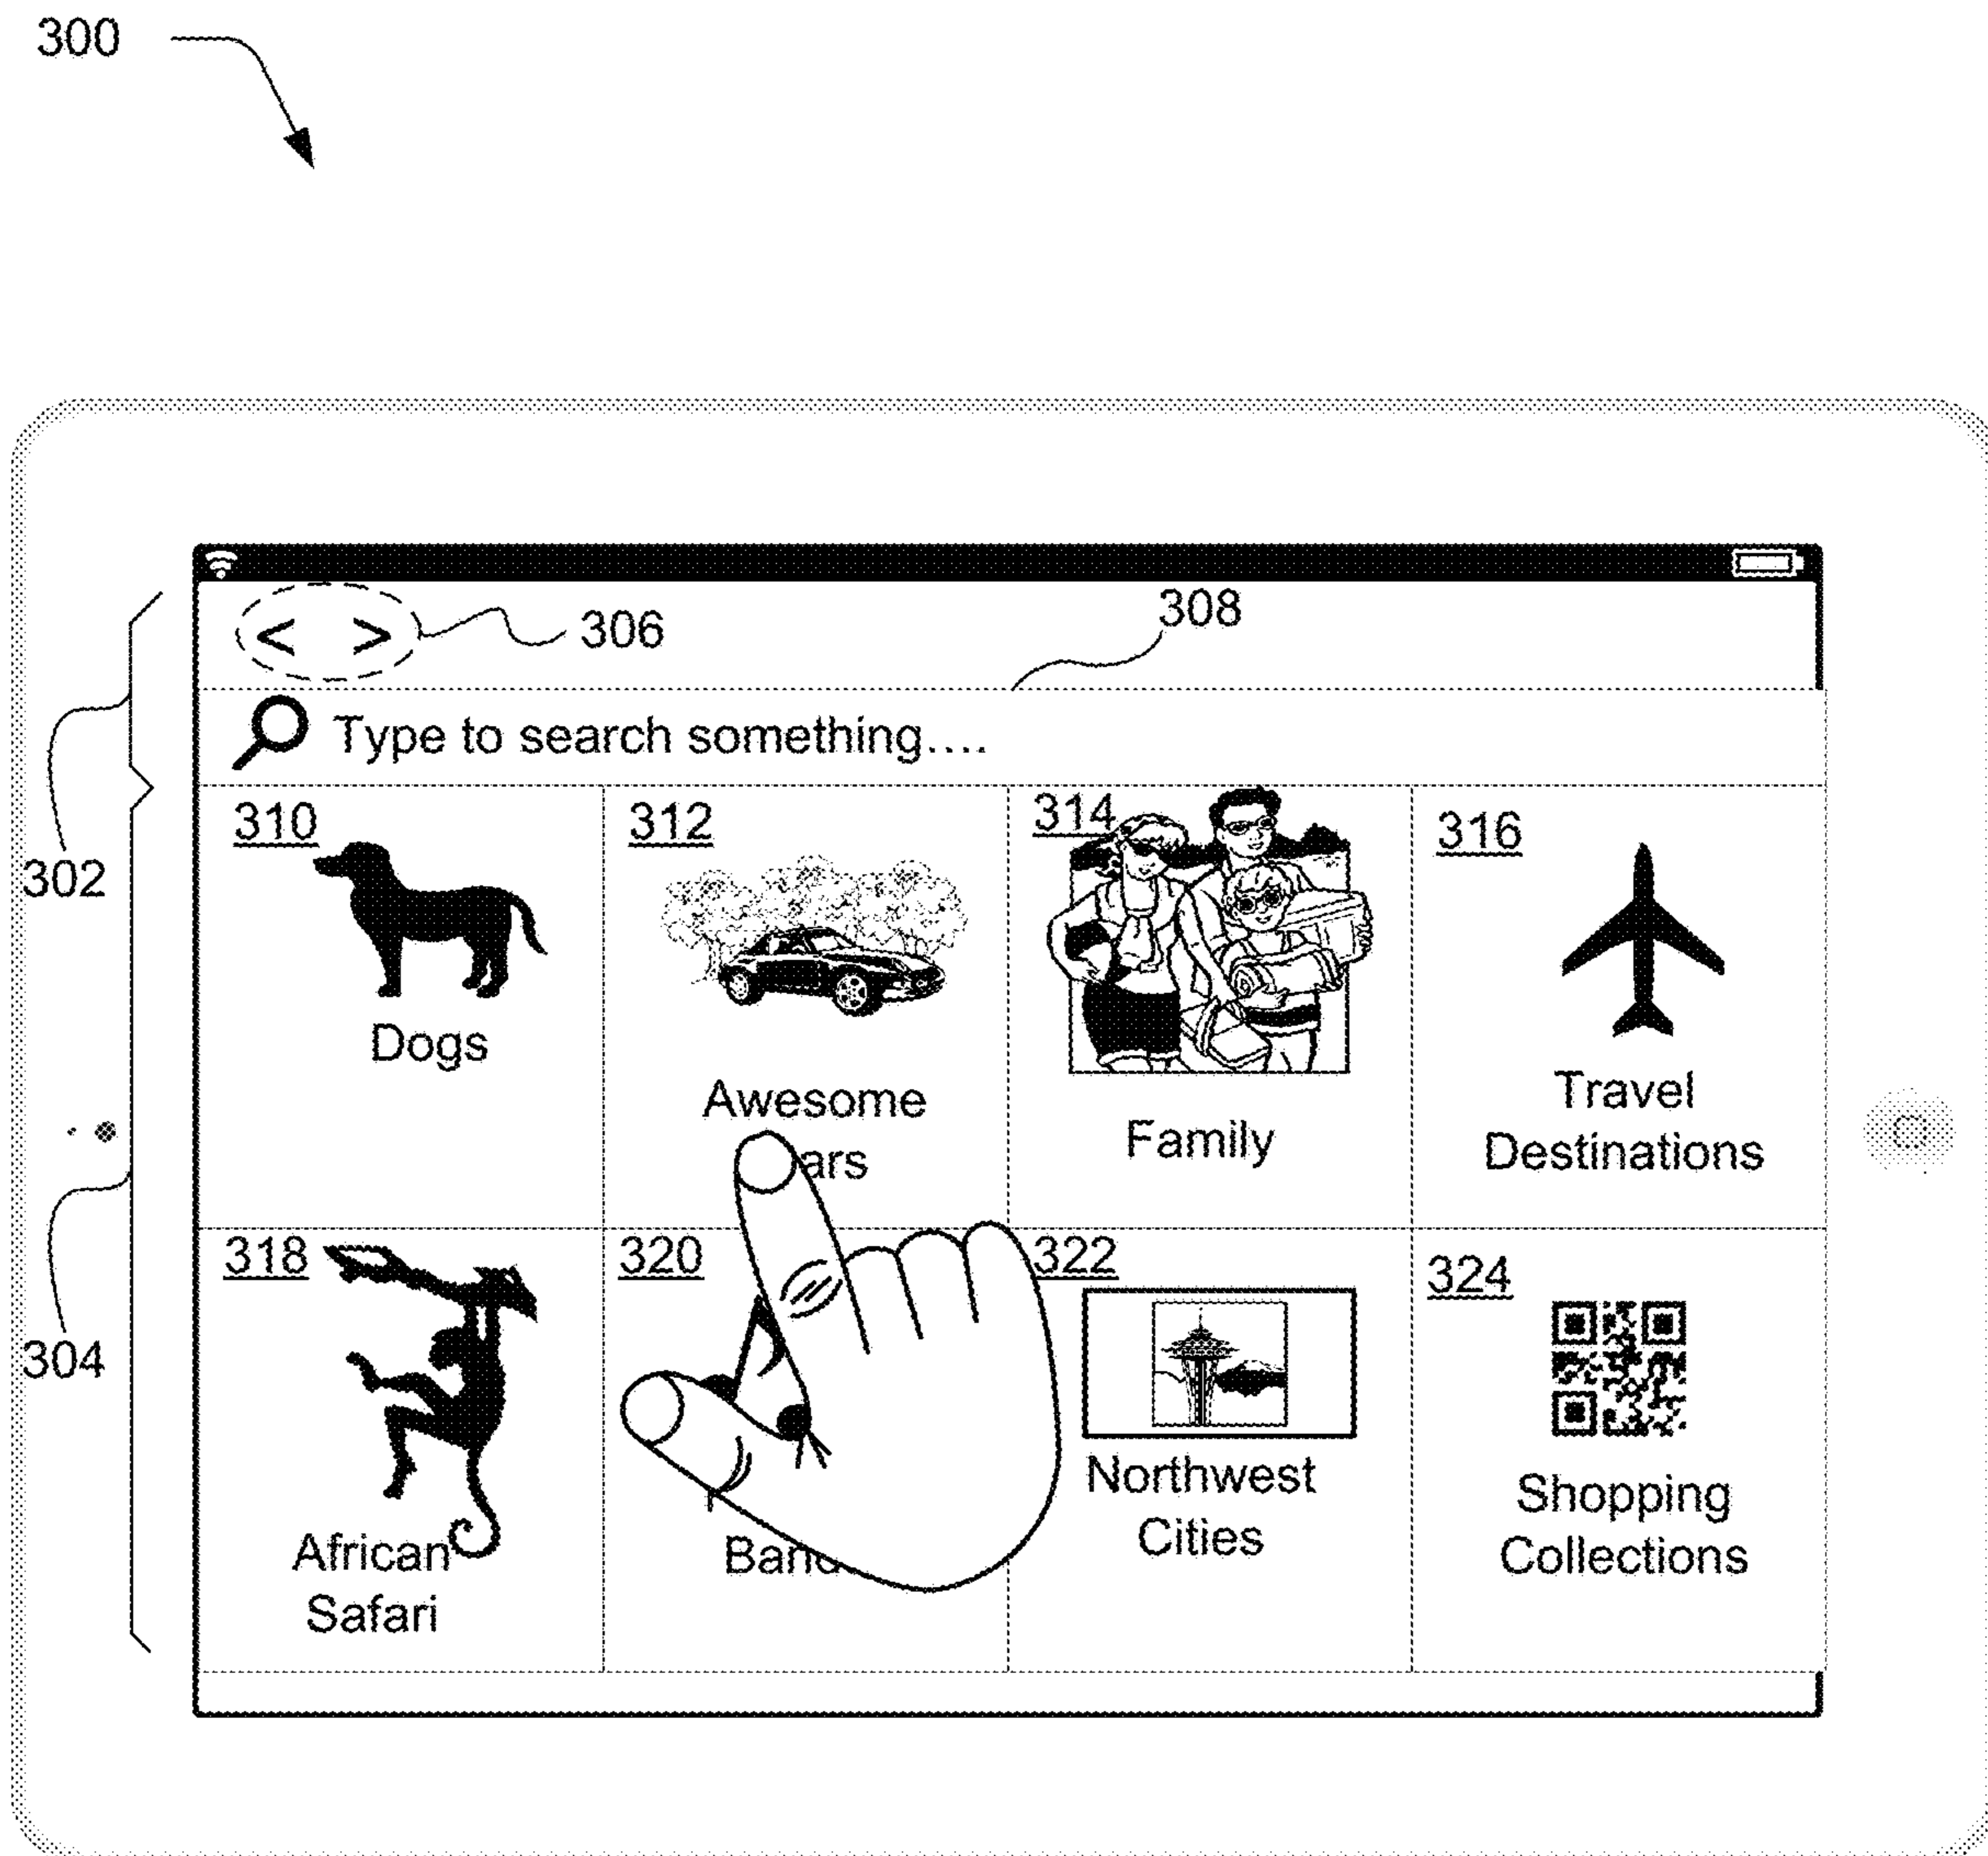 300
306
308
< >
Type to search something....
302
304
310
312
314
316
Dogs
Awesome
ars
Family
Travel
Destinations
318
320
322
324
African
Safari
Northwest
Cities
Shopping
Collections